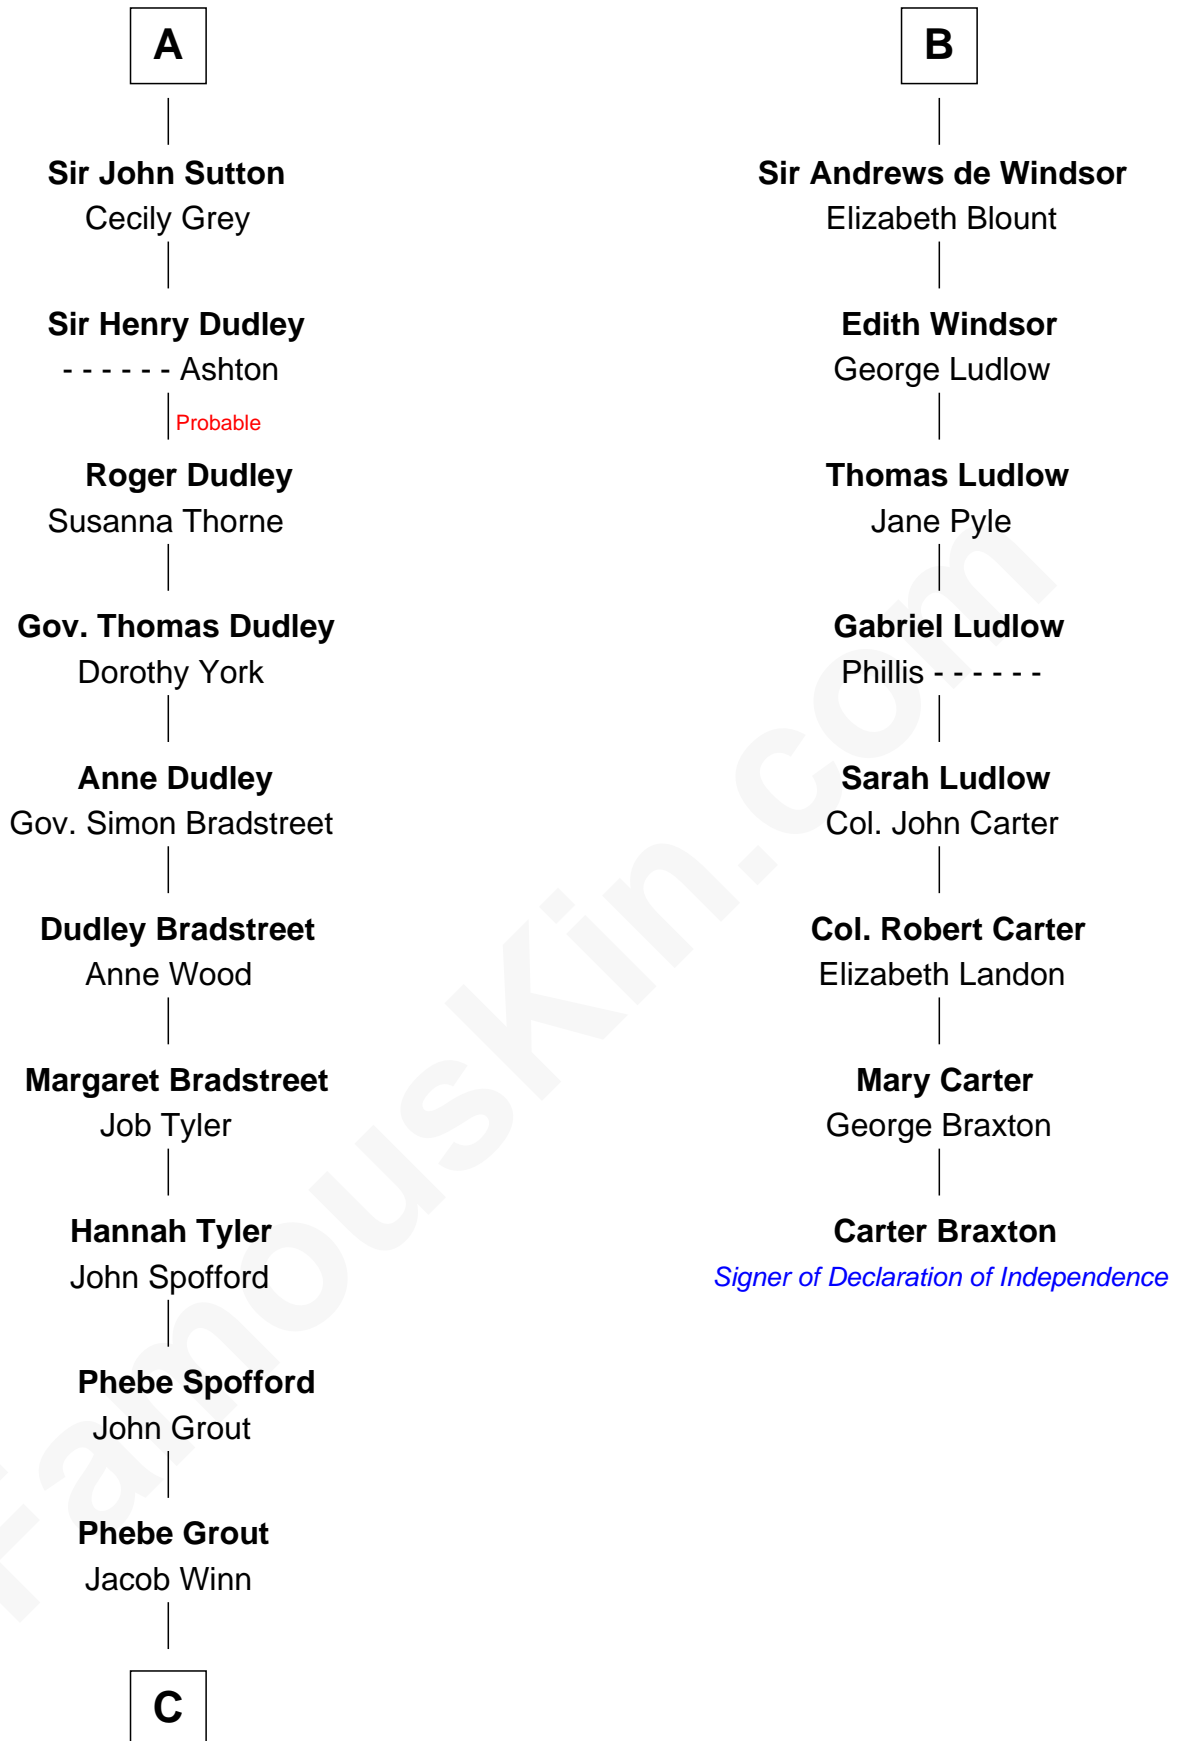 A
Sir John Sutton
Cecily Grey
Sir Henry Dudley
- - - - - - Ashton
Probable
Roger Dudley
Susanna Thorne
Gov. Thomas Dudley
Dorothy York
Anne Dudley
Gov. Simon Bradstreet
Dudley Bradstreet
Anne Wood
Margaret Bradstreet
Job Tyler
Hannah Tyler
John Spofford
Phebe Spofford
John Grout
Phebe Grout
Jacob Winn
C
B
Sir Andrews de Windsor
Elizabeth Blount
Edith Windsor
George Ludlow
Thomas Ludlow
Jane Pyle
Gabriel Ludlow
Phillis - - - - - -
Sarah Ludlow
Col. John Carter
Col. Robert Carter
Elizabeth Landon
Mary Carter
George Braxton
Carter Braxton
Signer of Declaration of Independence
FamousKin.com